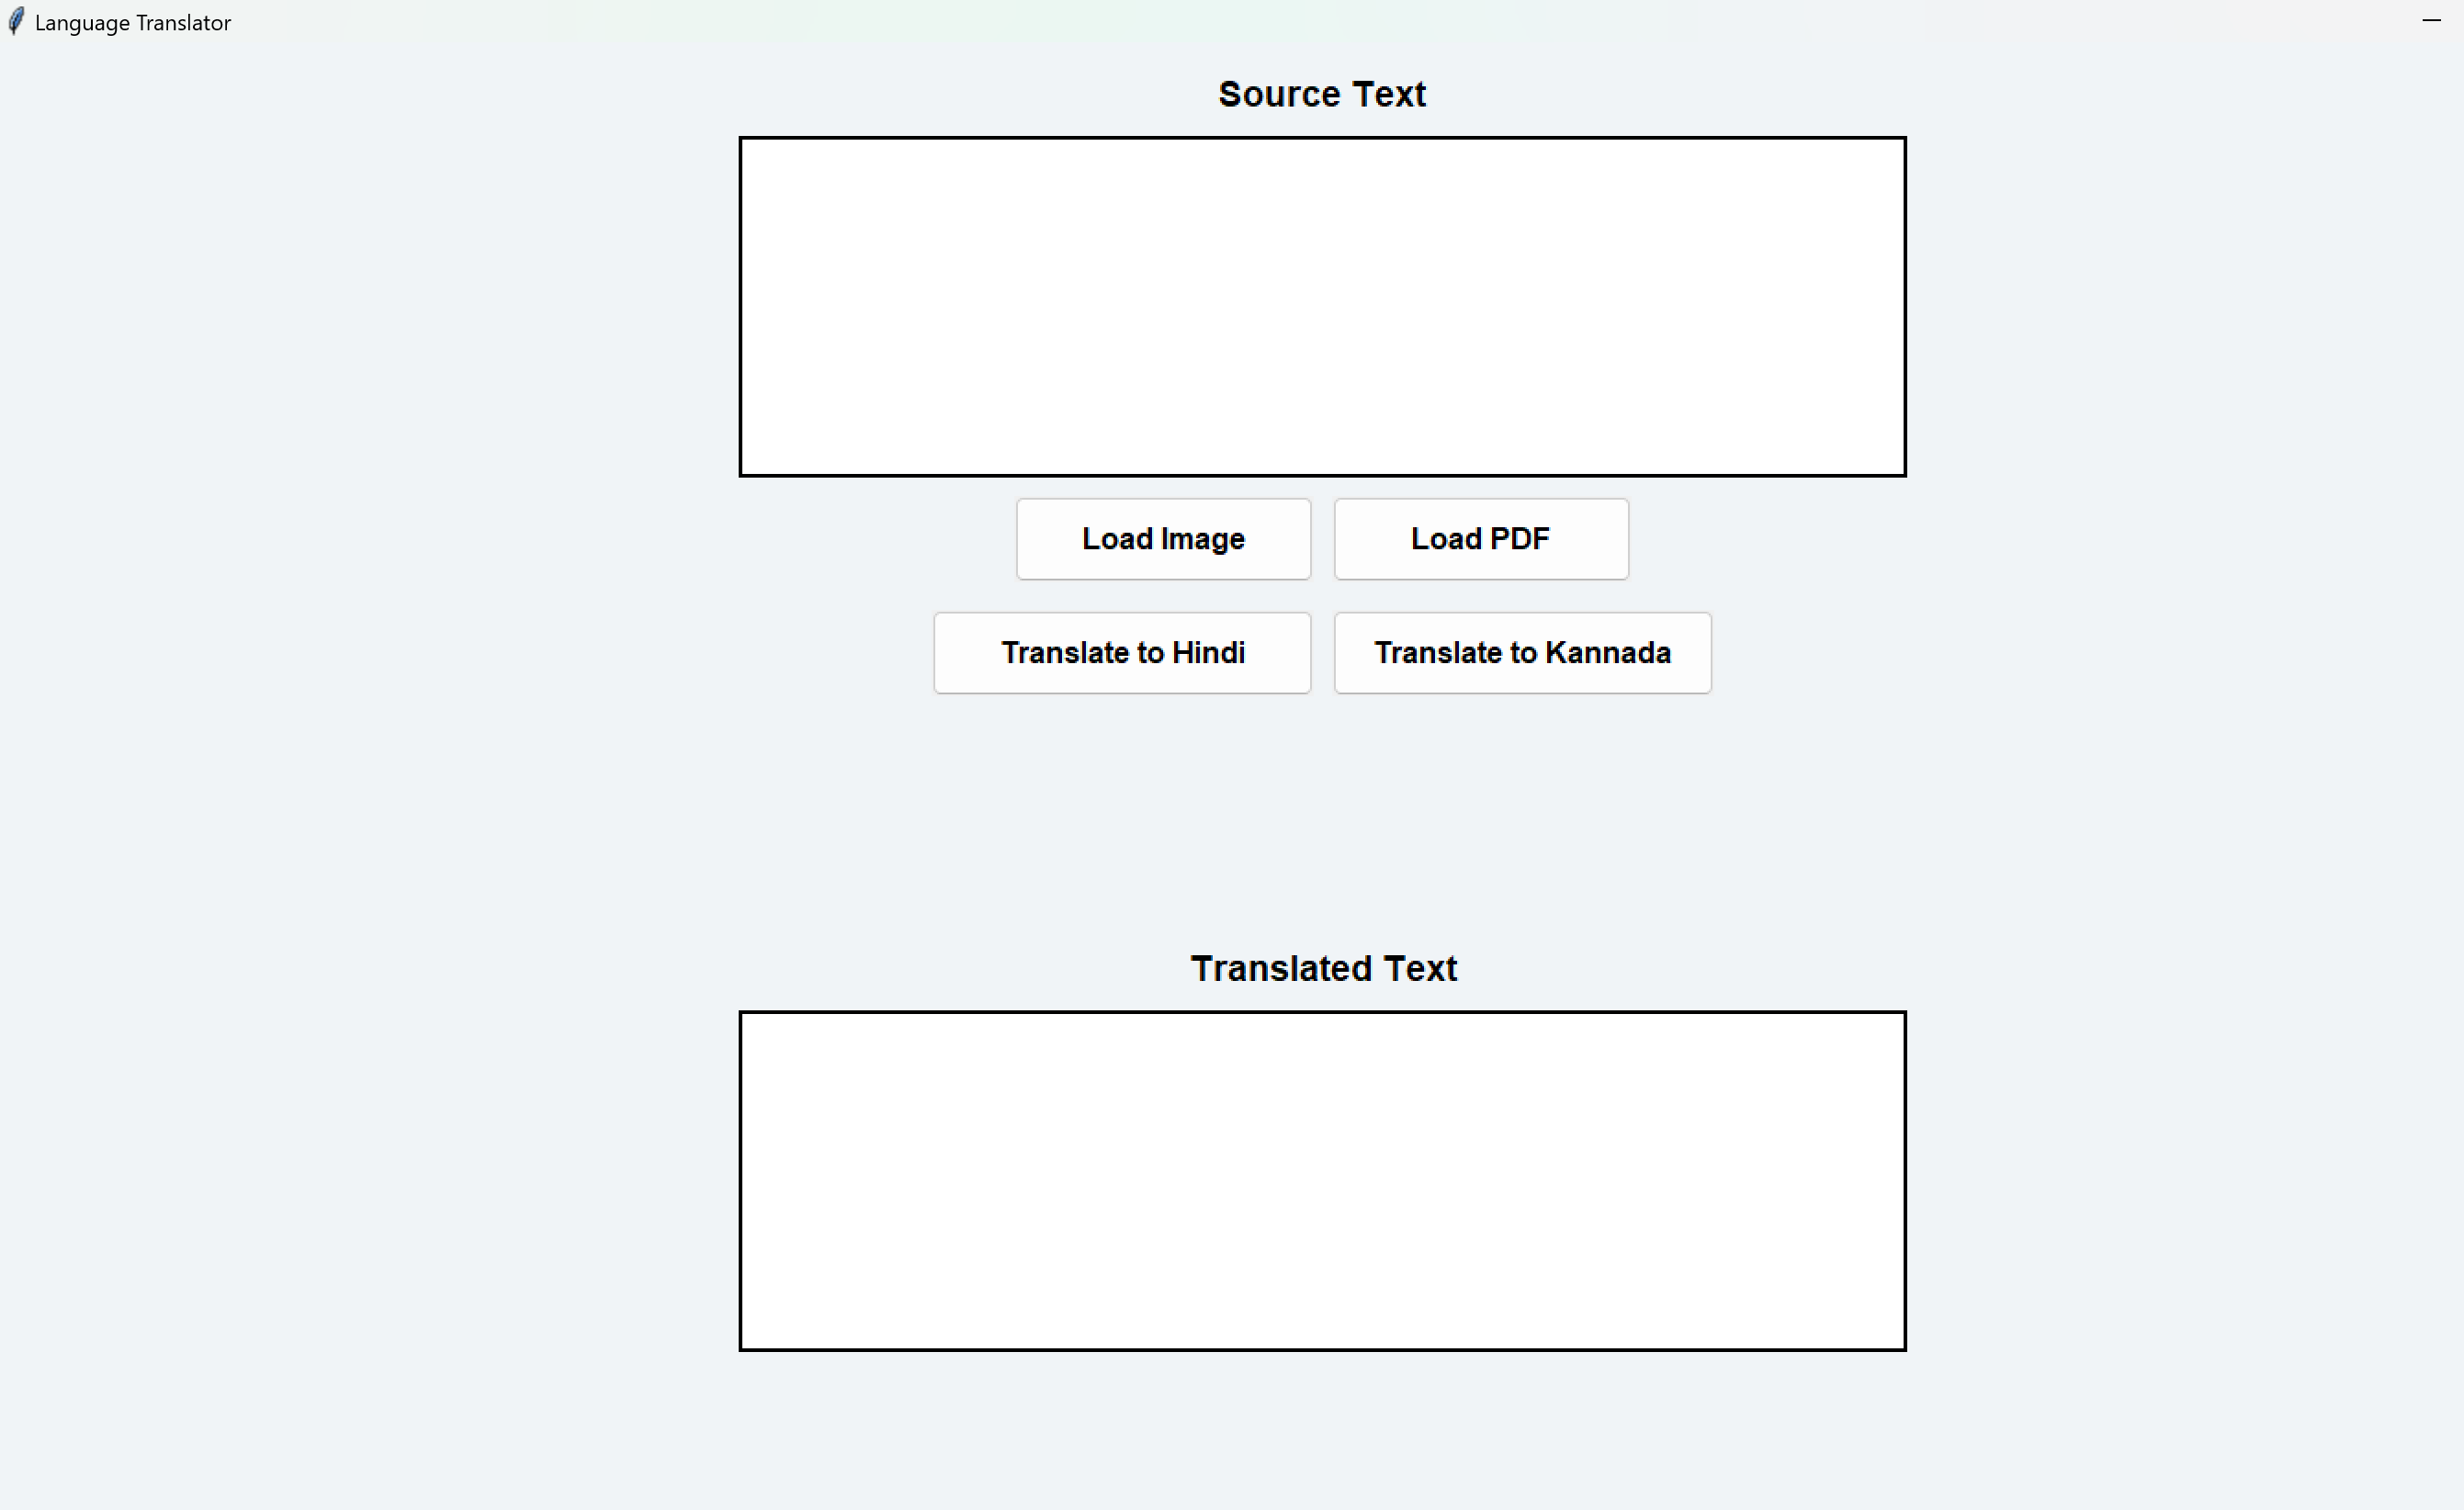 Language Translator
Source Text
Load Image Load PDF
Translate to Hindi Translate to Kannada
Translated Text